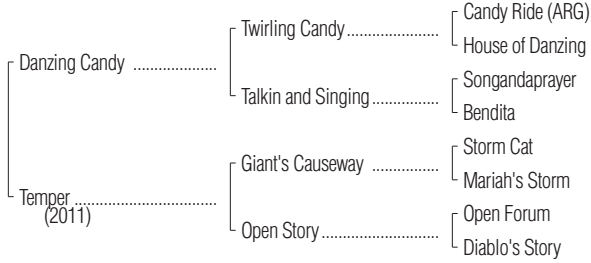 Candy Ride (ARG)
Twirling Candy ....................
House of Danzing
Danzing Candy ..................
Songandaprayer
Talkin and Singing ...............
Bendita
Storm Cat
Giant's Causeway ...............
Mariah's Storm
Temper ...............................
(2011)
Open Forum
Open Story .........................
Diablo's Story